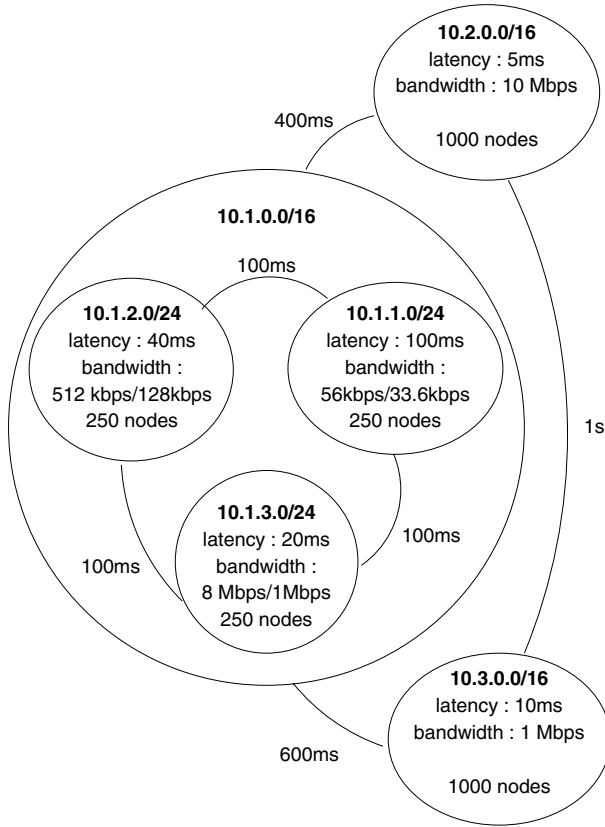 10.2.0.0/16
latency : 5ms
bandwidth : 10 Mbps
1000 nodes
400ms
10.1.0.0/16
100ms
10.1.2.0/24
latency : 40ms
bandwidth :
512 kbps/128kbps
250 nodes
10.1.1.0/24
latency : 100ms
bandwidth :
56kbps/33.6kbps
250 nodes
1s
10.1.3.0/24
latency : 20ms
bandwidth :
8 Mbps/1Mbps
250 nodes
100ms
100ms
10.3.0.0/16
latency : 10ms
bandwidth : 1 Mbps
1000 nodes
600ms